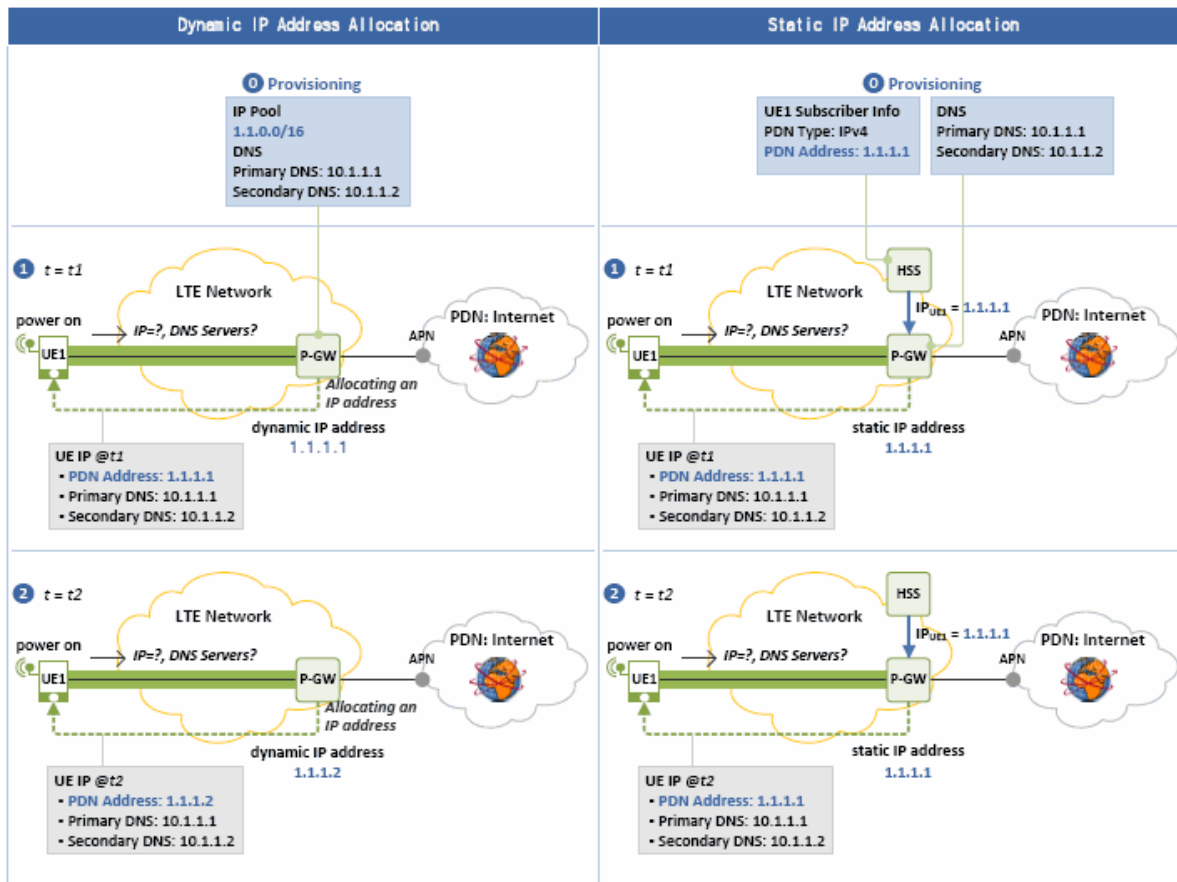 Dynamic IP Address Allocation
0 Provisioning
IP Pool
1.1.0.0/16
DNS
Primary DNS: 10.1.1.1
Secondary DNS: 10.1.1.2
1 t = t1
LTE Network
PDN: Internet
power on
IP=?, DNS Servers?
APN
UE1
P-GW
Allocating an
IP address
dynamic IP address
1.1.1.1
UE IP @t1
▪ PDN Address: 1.1.1.1
▪ Primary DNS: 10.1.1.1
▪ Secondary DNS: 10.1.1.2
2 t = t2
LTE Network
PDN: Internet
power on
IP=?, DNS Servers?
APN
UE1
P-GW
Allocating an
IP address
dynamic IP address
1.1.1.2
UE IP @t2
▪ PDN Address: 1.1.1.2
▪ Primary DNS: 10.1.1.1
▪ Secondary DNS: 10.1.1.2
Static IP Address Allocation
0 Provisioning
UE1 Subscriber Info
PDN Type: IPv4
PDN Address: 1.1.1.1
DNS
Primary DNS: 10.1.1.1
Secondary DNS: 10.1.1.2
1 t = t1
HSS
LTE Network
IPUE1 = 1.1.1.1
PDN: Internet
power on
IP=?, DNS Servers?
APN
UE1
P-GW
static IP address
1.1.1.1
UE IP @t1
▪ PDN Address: 1.1.1.1
▪ Primary DNS: 10.1.1.1
▪ Secondary DNS: 10.1.1.2
2 t = t2
HSS
LTE Network
IPUE1 = 1.1.1.1
PDN: Internet
power on
IP=?, DNS Servers?
APN
UE1
P-GW
static IP address
1.1.1.1
UE IP @t2
▪ PDN Address: 1.1.1.1
▪ Primary DNS: 10.1.1.1
▪ Secondary DNS: 10.1.1.2